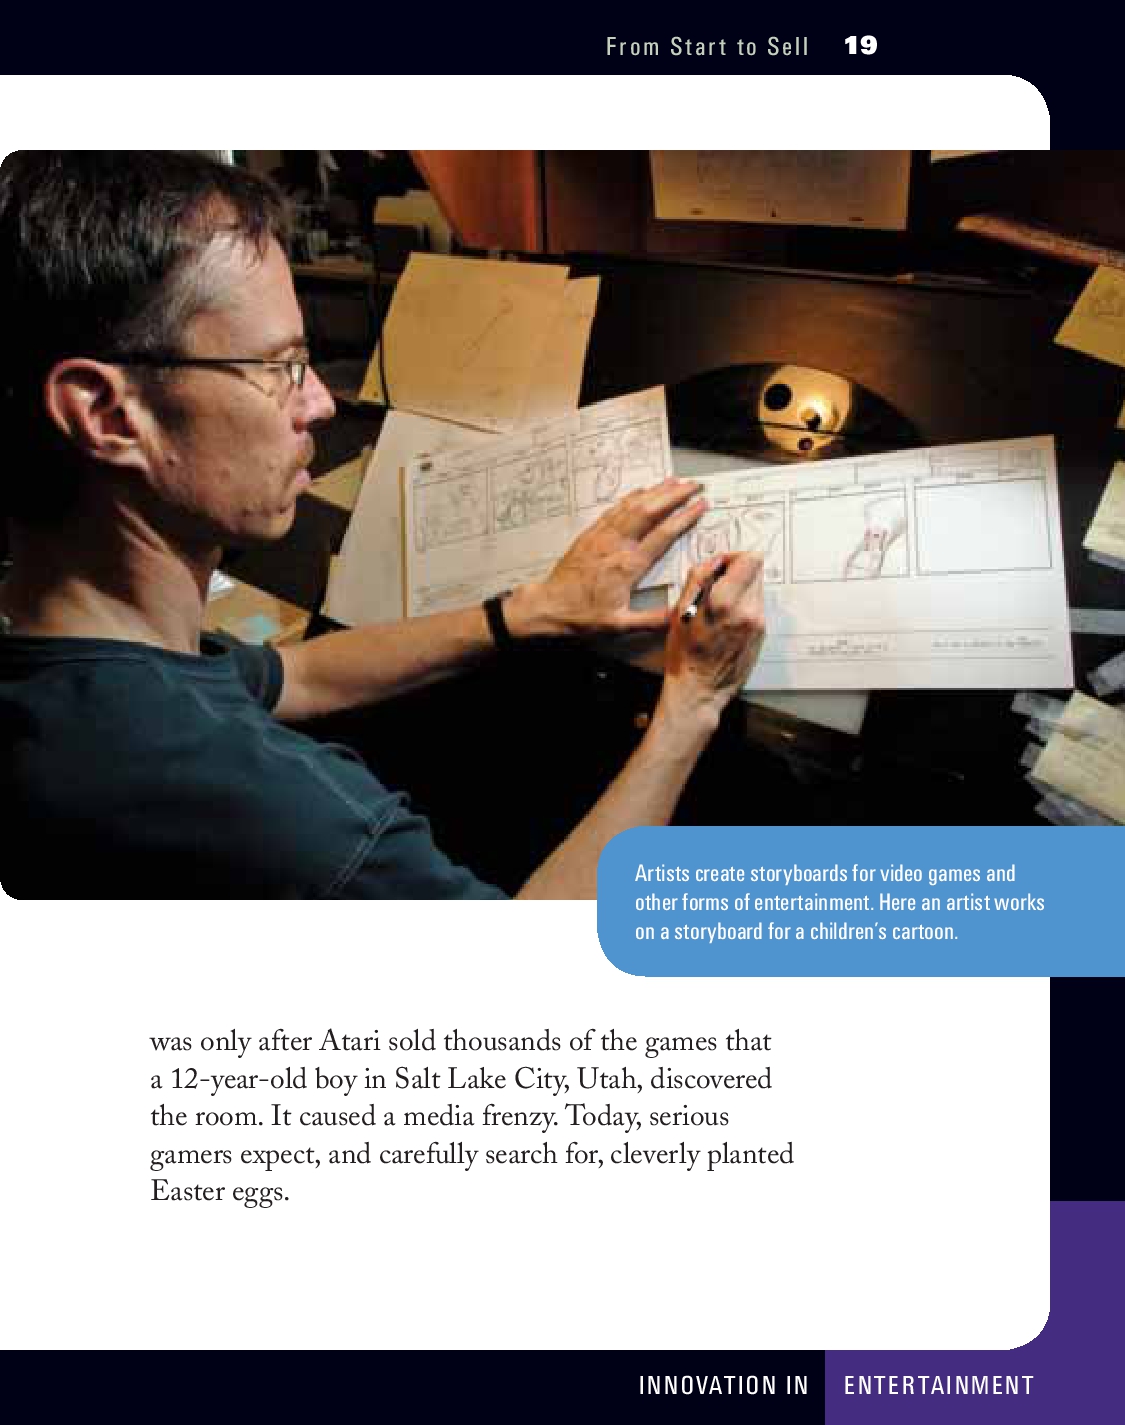 From Start to Sell 19
Artists create storyboards for video games and
other forms of entertainment. Here an artist works
on a storyboard for a children's cartoon.
was only after Atari sold thousands of the games that
a 12-year-old boy in Salt Lake City, Utah, discovered
the room. It caused a media frenzy. Today, serious
gamers expect, and carefully search for, cleverly planted
Easter eggs.
INNOVATION IN ENTERTAINMENT